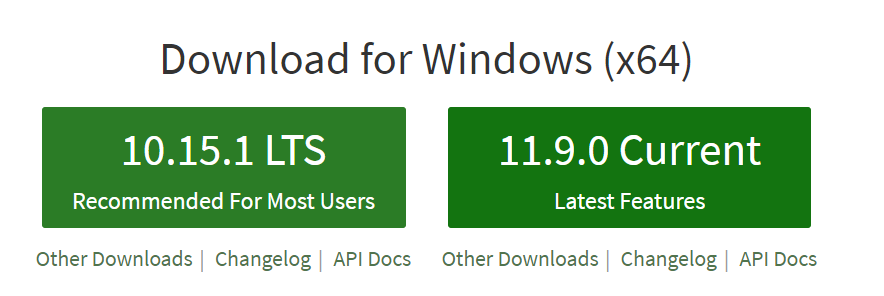 Download for Windows (x64)
10.15.1 LTS
Recommended For Most Users
Other Downloads | Changelog | API Docs
11.9.0 Current
Latest Features
Other Downloads | Changelog | API Docs